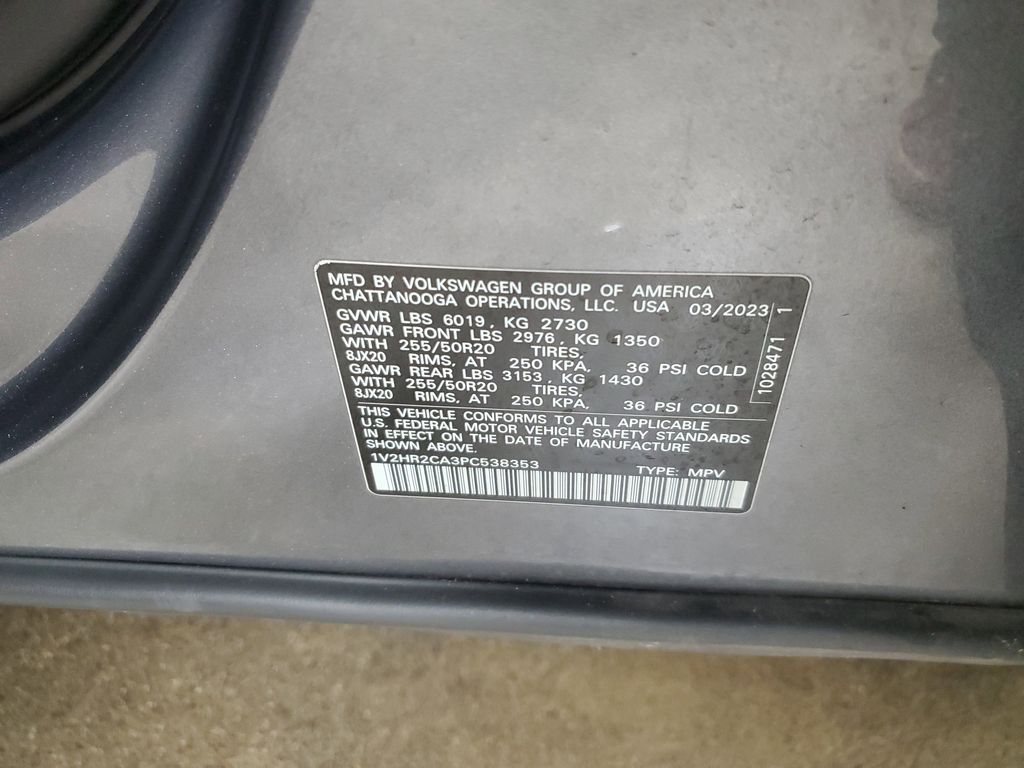 MFD BY VOLKSWAGEN GROUP OF AMERICA
CHATTANOOGA OPERATIONS, LLC. USA 03/2023
GVWR LBS 6019, KG 2730
GAWR FRONT LBS 2976, KG 1350
WITH 255/50R20 TIRES,
8JX20 RIMS, AT 250 KPA, 36 PSI COLD
GAWR REAR LBS 3153, KG 1430
WITH 255/50R20 TIRES,
8JX20 RIMS, AT 250 KPA, 36 PSI COLD
THIS VEHICLE CONFORMS TO ALL APPLICABLE
U.S. FEDERAL MOTOR VEHICLE SAFETY STANDARDS
IN EFFECT ON THE DATE OF MANUFACTURE
SHOWN ABOVE.
1V2HR2CA3PC538353 TYPE: MPV
1028471 1